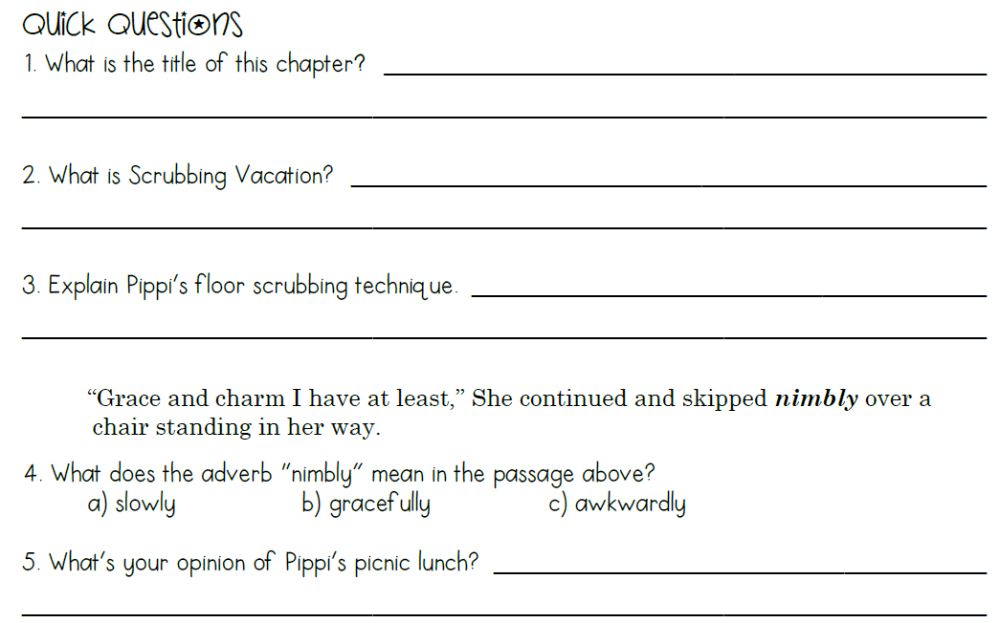 Quick Questions
1. What is the title of this chapter?
2. What is Scrubbing Vacation?
3. Explain Pippi's floor scrubbing technique.
“Grace and charm I have at least,” She continued and skipped nimbly over a
chair standing in her way.
4. What does the adverb "nimbly" mean in the passage above?
a) slowly b) gracefully c) awkwardly
5. What's your opinion of Pippi's picnic lunch?